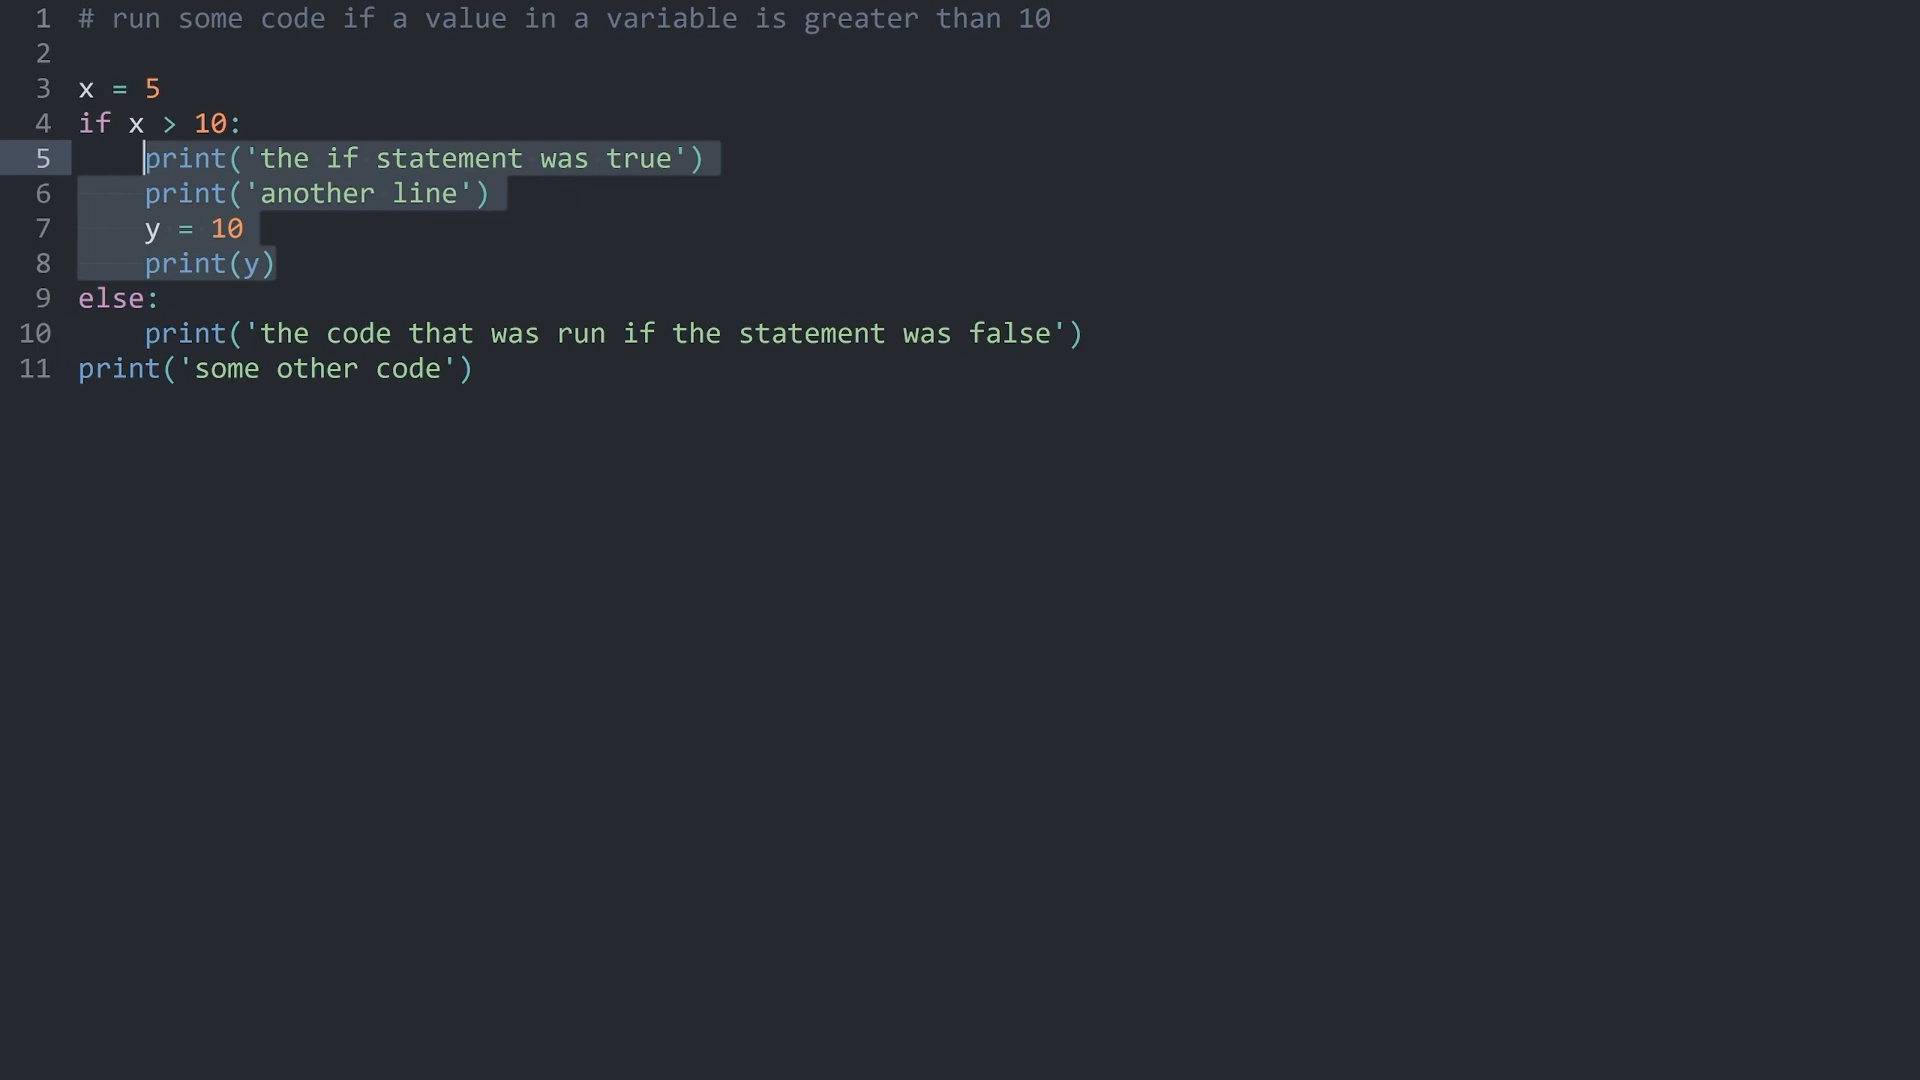 1 # run some code if a value in a variable is greater than 10
2
3 x = 5
4 if x > 10:
5     print('the if statement was true')
6     print('another line')
7     y = 10
8     print(y)
9 else:
10     print('the code that was run if the statement was false')
11 print('some other code')